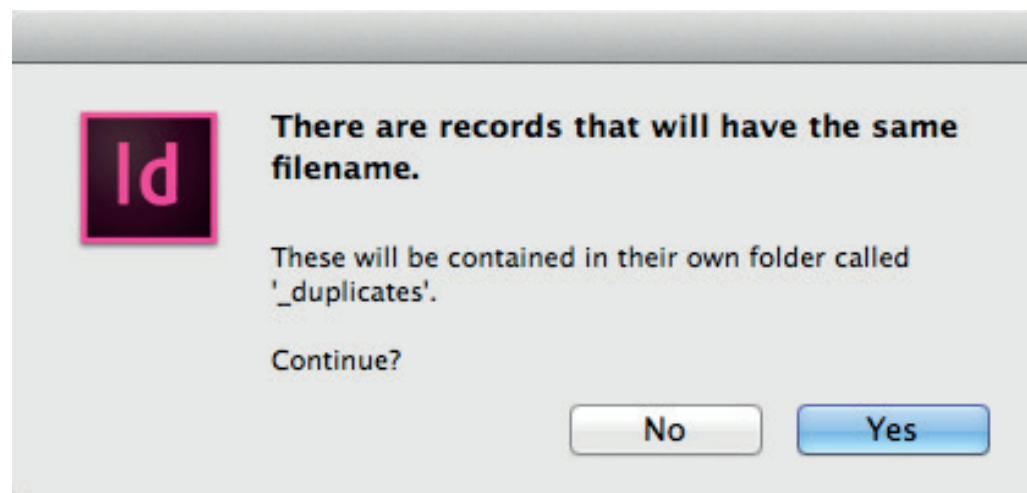 Id
There are records that will have the same
filename.
These will be contained in their own folder called
'_duplicates'.
Continue?
No
Yes